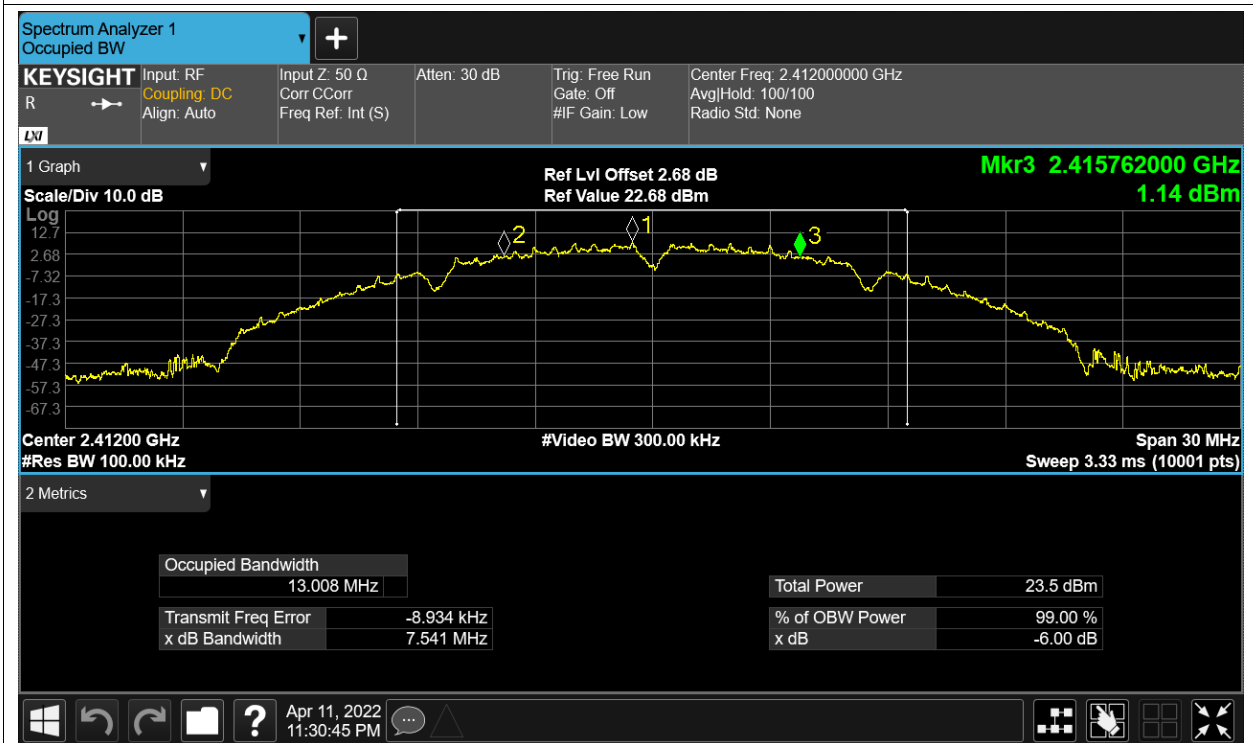 Spectrum Analyzer 1
Occupied BW
+
KEYSIGHT
R
LXI
Input: RF
Coupling: DC
Align: Auto
Input Z: 50 Ω
Corr CCorr
Freq Ref: Int (S)
Atten: 30 dB
Trig: Free Run
Gate: Off
#IF Gain: Low
Center Freq: 2.412000000 GHz
Avg|Hold: 100/100
Radio Std: None
1 Graph
Scale/Div 10.0 dB
Ref Lvl Offset 2.68 dB
Ref Value 22.68 dBm
Mkr3 2.415762000 GHz
1.14 dBm
Log
12.7
2.68
-7.32
-17.3
-27.3
-37.3
-47.3
-57.3
-67.3
2
1
3
Center 2.41200 GHz
#Video BW 300.00 kHz
Span 30 MHz
#Res BW 100.00 kHz
Sweep 3.33 ms (10001 pts)
2 Metrics
Occupied Bandwidth
13.008 MHz
Total Power 23.5 dBm
Transmit Freq Error -8.934 kHz
% of OBW Power 99.00 %
x dB Bandwidth 7.541 MHz
x dB -6.00 dB
?
Apr 11, 2022
11:30:45 PM